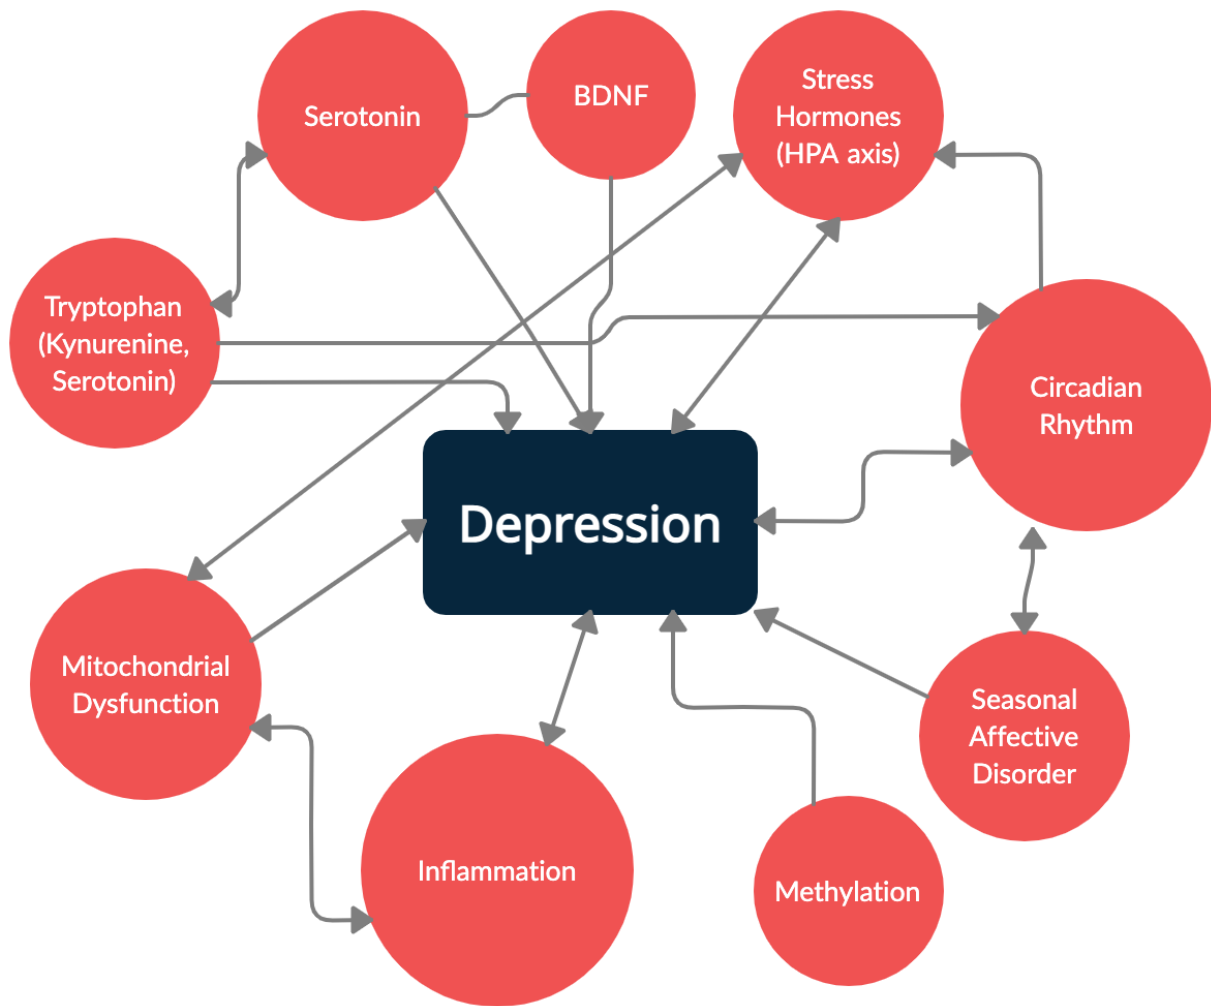 Serotonin
BDNF
Stress
Hormones
(HPA axis)
Tryptophan
(Kynurenine,
Serotonin)
Circadian
Rhythm
Depression
Mitochondrial
Dysfunction
Seasonal
Affective
Disorder
Inflammation
Methylation